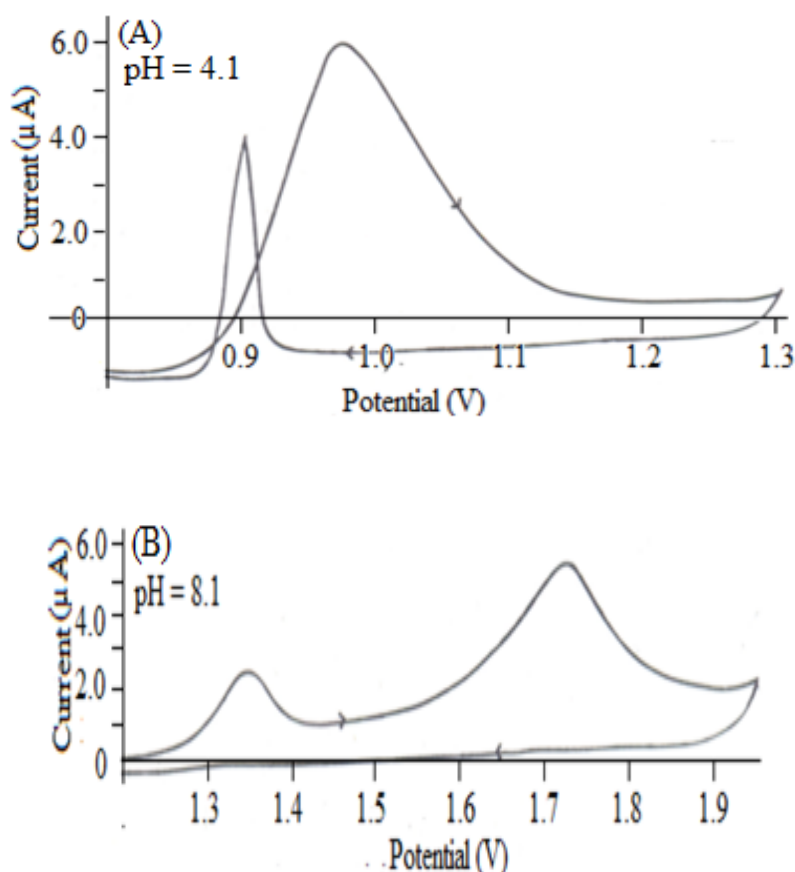 (A)
pH = 4.1
Current (μ A)
6.0
4.0
2.0
0
0.9 1.0 1.1 1.2 1.3
Potential (V)
(B)
pH = 8.1
Current (μ A)
6.0
4.0
2.0
0
1.3 1.4 1.5 1.6 1.7 1.8 1.9
Potential (V)